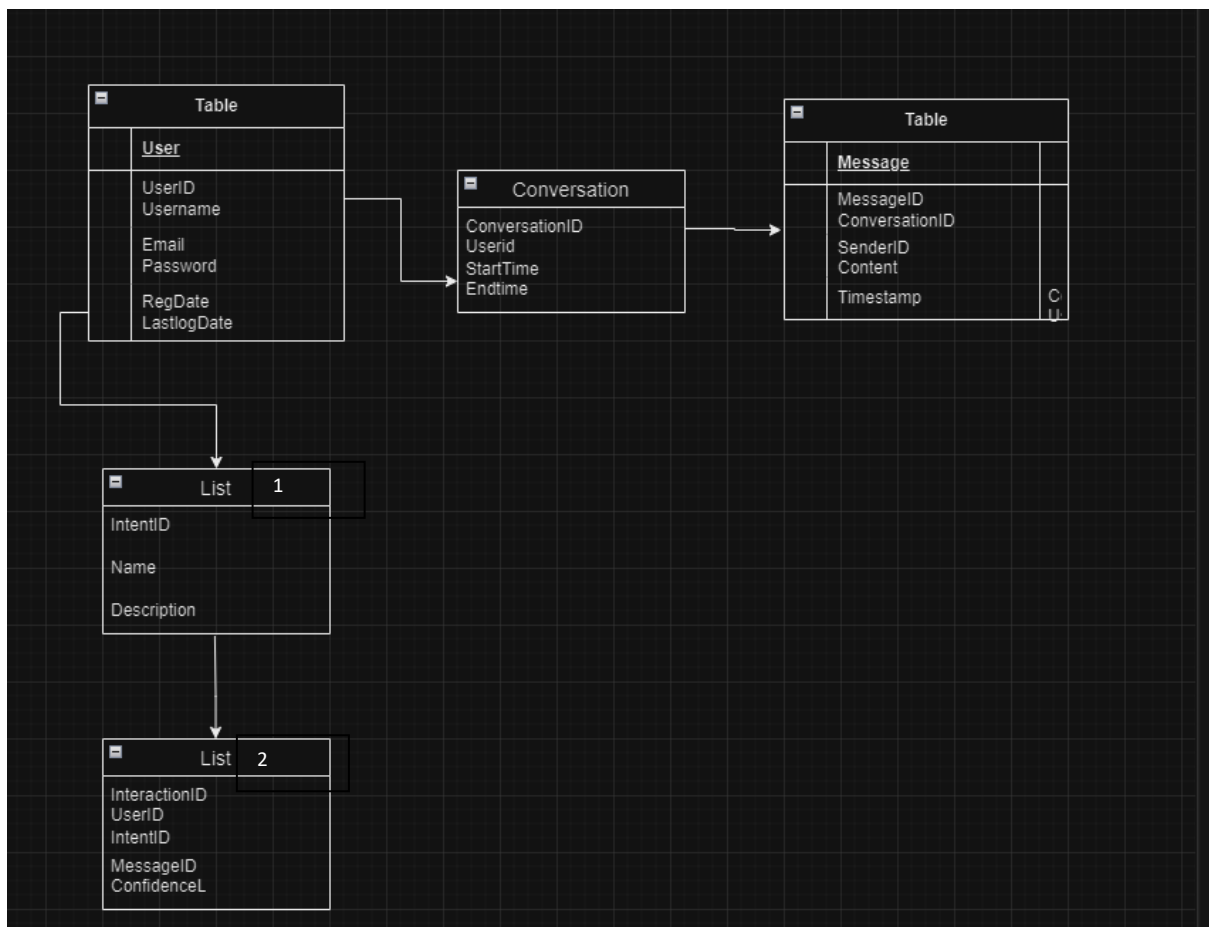 Table
User
UserID
Username
Email
Password
RegDate
LastlogDate
Conversation
ConversationID
Userid
StartTime
Endtime
Table
Message
MessageID
ConversationID
SenderID
Content
Timestamp
List 1
IntentID
Name
Description
List 2
InteractionID
UserID
IntentID
MessageID
ConfidenceL